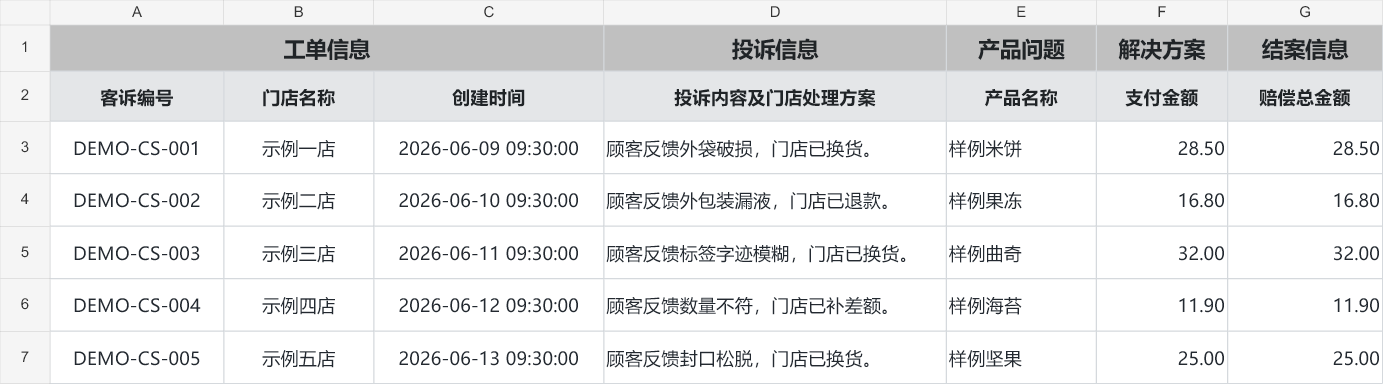 A B C D E F G
1 工单信息 投诉信息 产品问题 解决方案 结案信息
2 客诉编号 门店名称 创建时间 投诉内容及门店处理方案 产品名称 支付金额 赔偿总金额
3 DEMO-CS-001 示例一店 2026-06-09 09:30:00 顾客反馈外袋破损，门店已换货。 样例米饼 28.50 28.50
4 DEMO-CS-002 示例二店 2026-06-10 09:30:00 顾客反馈外包装漏液，门店已退款。 样例果冻 16.80 16.80
5 DEMO-CS-003 示例三店 2026-06-11 09:30:00 顾客反馈标签字迹模糊，门店已换货。 样例曲奇 32.00 32.00
6 DEMO-CS-004 示例四店 2026-06-12 09:30:00 顾客反馈数量不符，门店已补差额。 样例海苔 11.90 11.90
7 DEMO-CS-005 示例五店 2026-06-13 09:30:00 顾客反馈封口松脱，门店已换货。 样例坚果 25.00 25.00